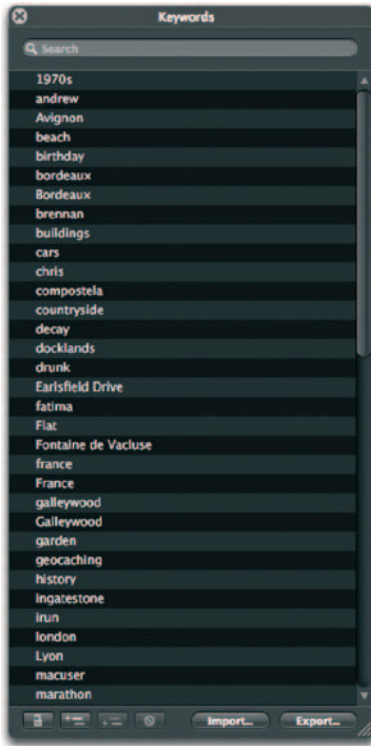 Keywords
Search
1970s
andrew
Avignon
beach
birthday
bordeaux
Bordeaux
brennan
buildings
cars
chris
compostela
countryside
decay
docklands
drunk
Earlsfield Drive
fatima
Flat
Fontaine de Vacluse
france
France
galleywood
Galleywood
garden
geocaching
history
ingatestone
irun
london
Lyon
macuser
marathon
Import...
Export...